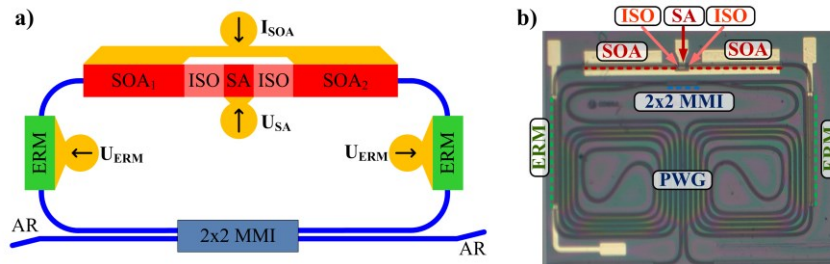 a)
I_SOA
SOA₁ ISO SA ISO SOA₂
U_SA
ERM U_ERM U_ERM ERM
AR 2x2 MMI AR
b)
ISO SA ISO
SOA SOA
2x2 MMI
ERM ERM
PWG